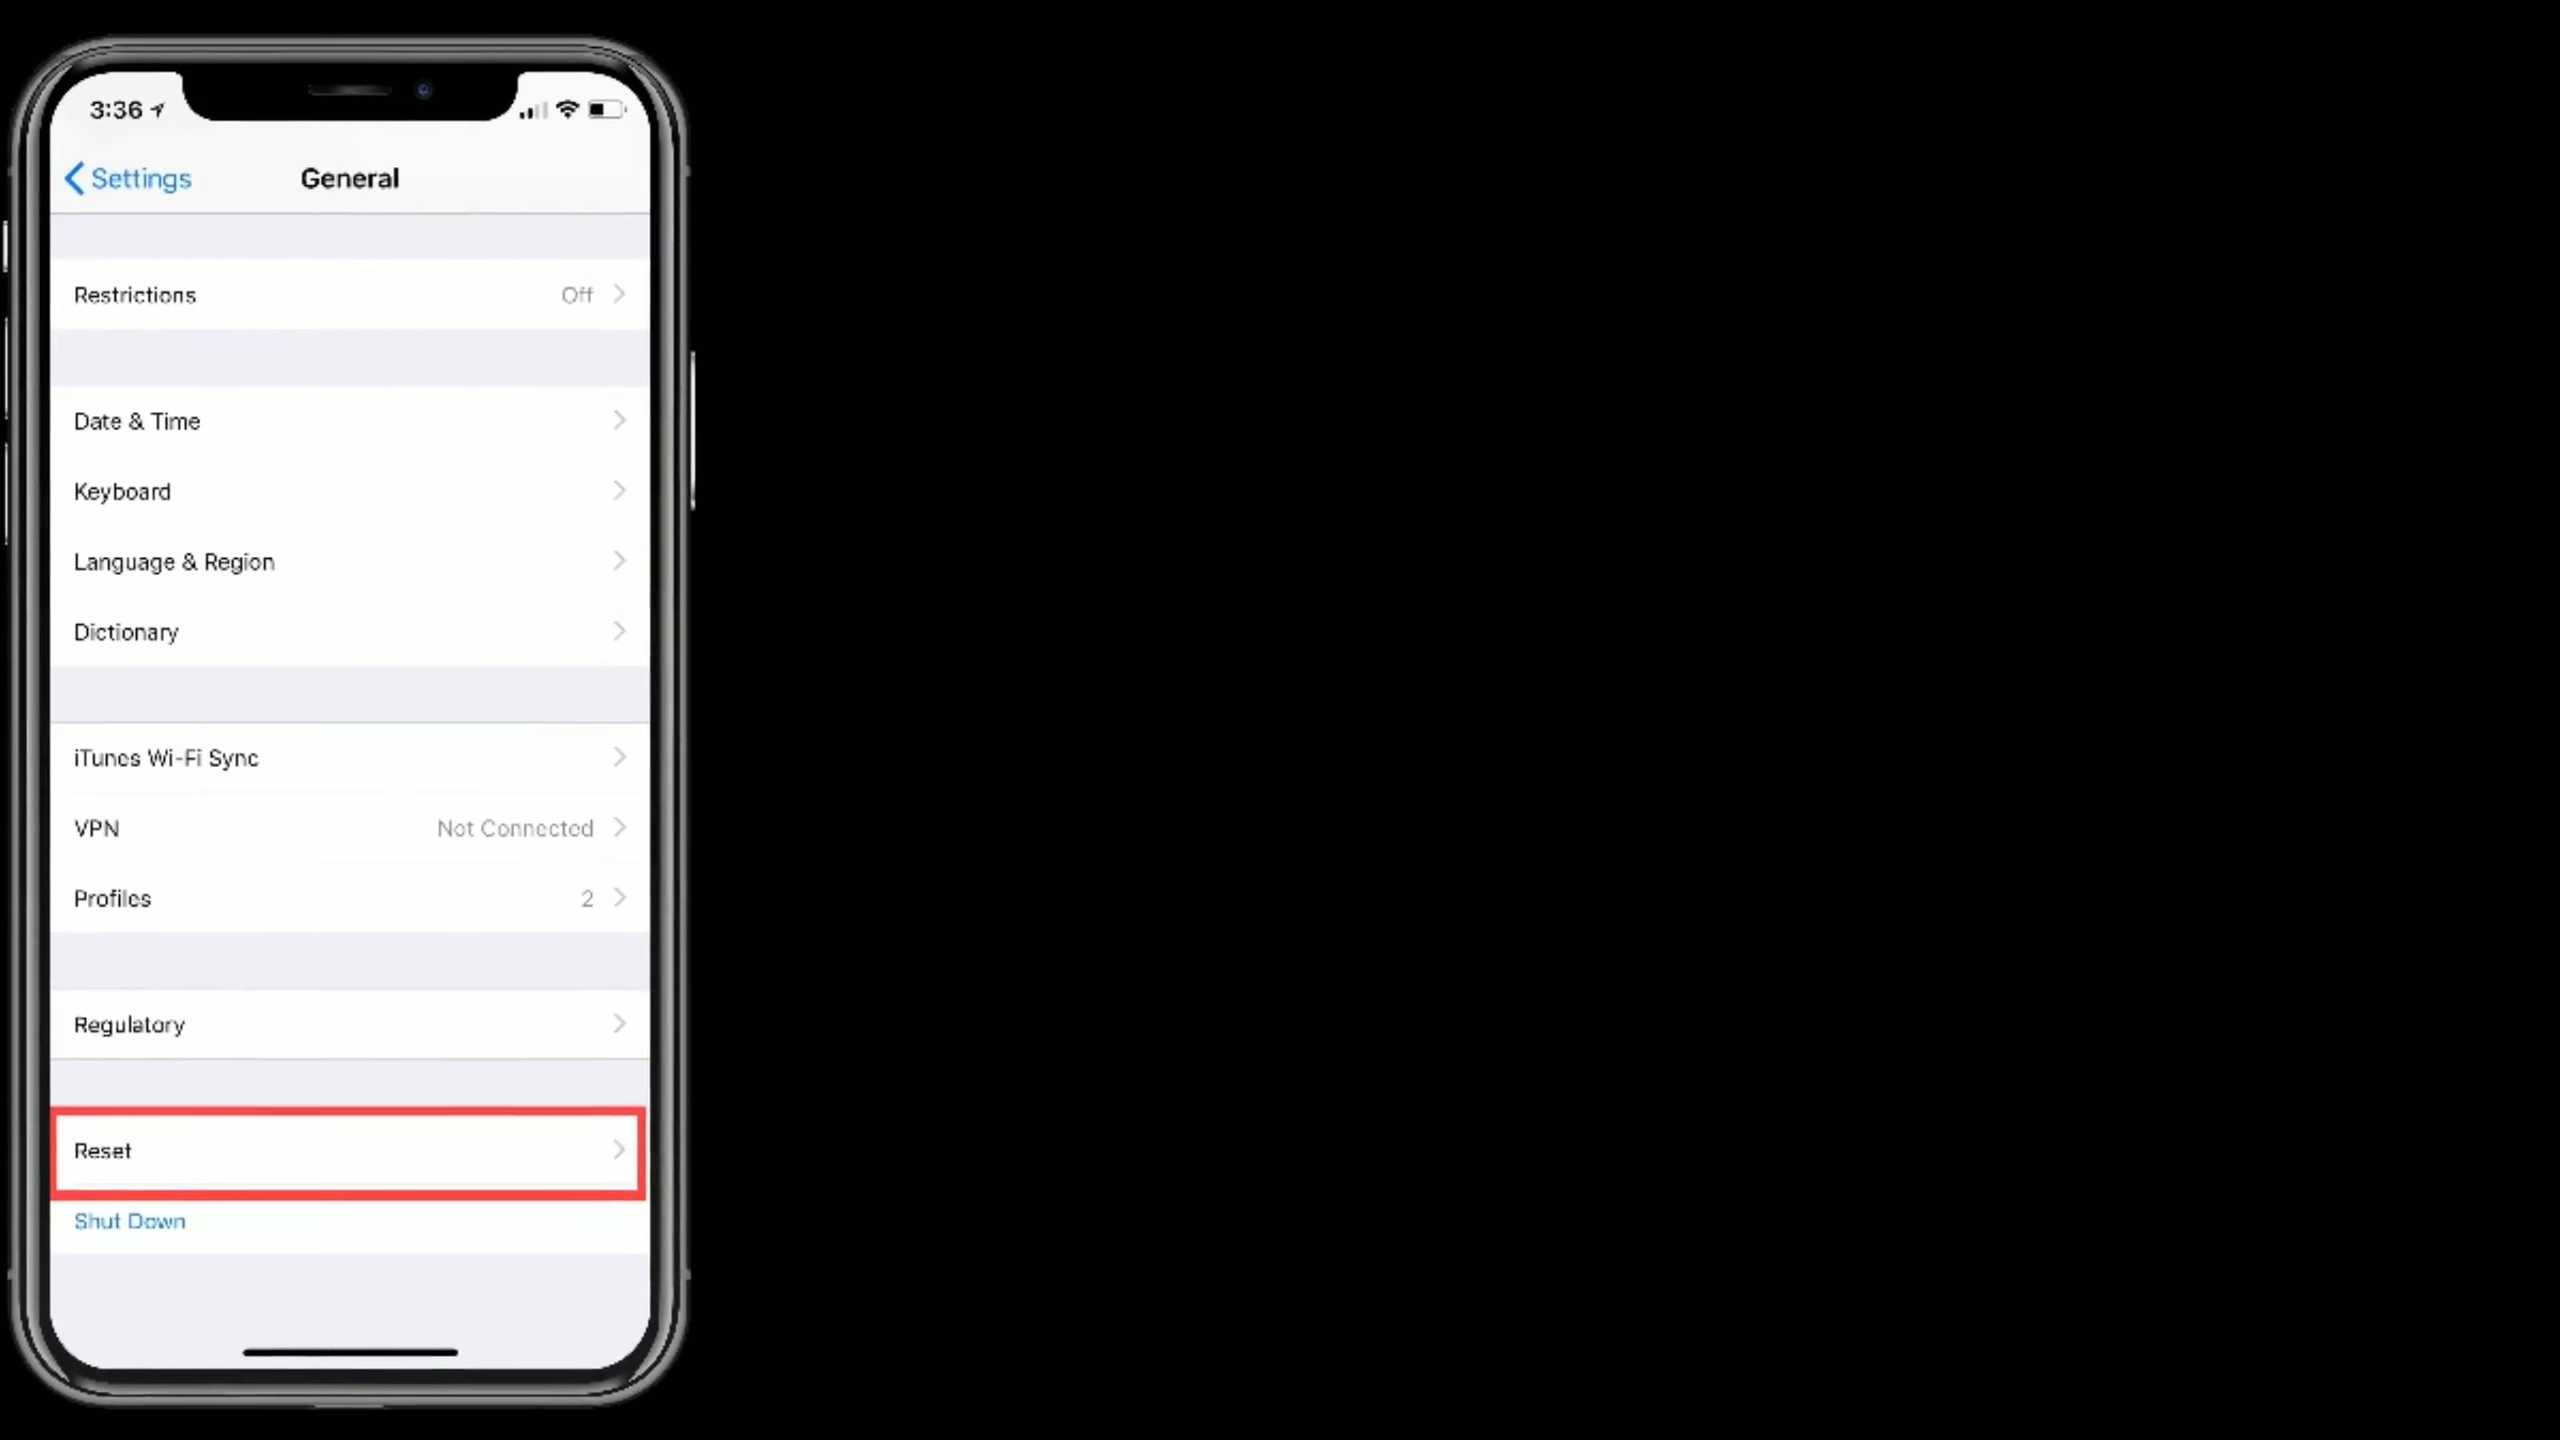 3:36
Settings
General
Restrictions Off
Date & Time
Keyboard
Language & Region
Dictionary
iTunes Wi-Fi Sync
VPN Not Connected
Profiles 2
Regulatory
Reset
Shut Down